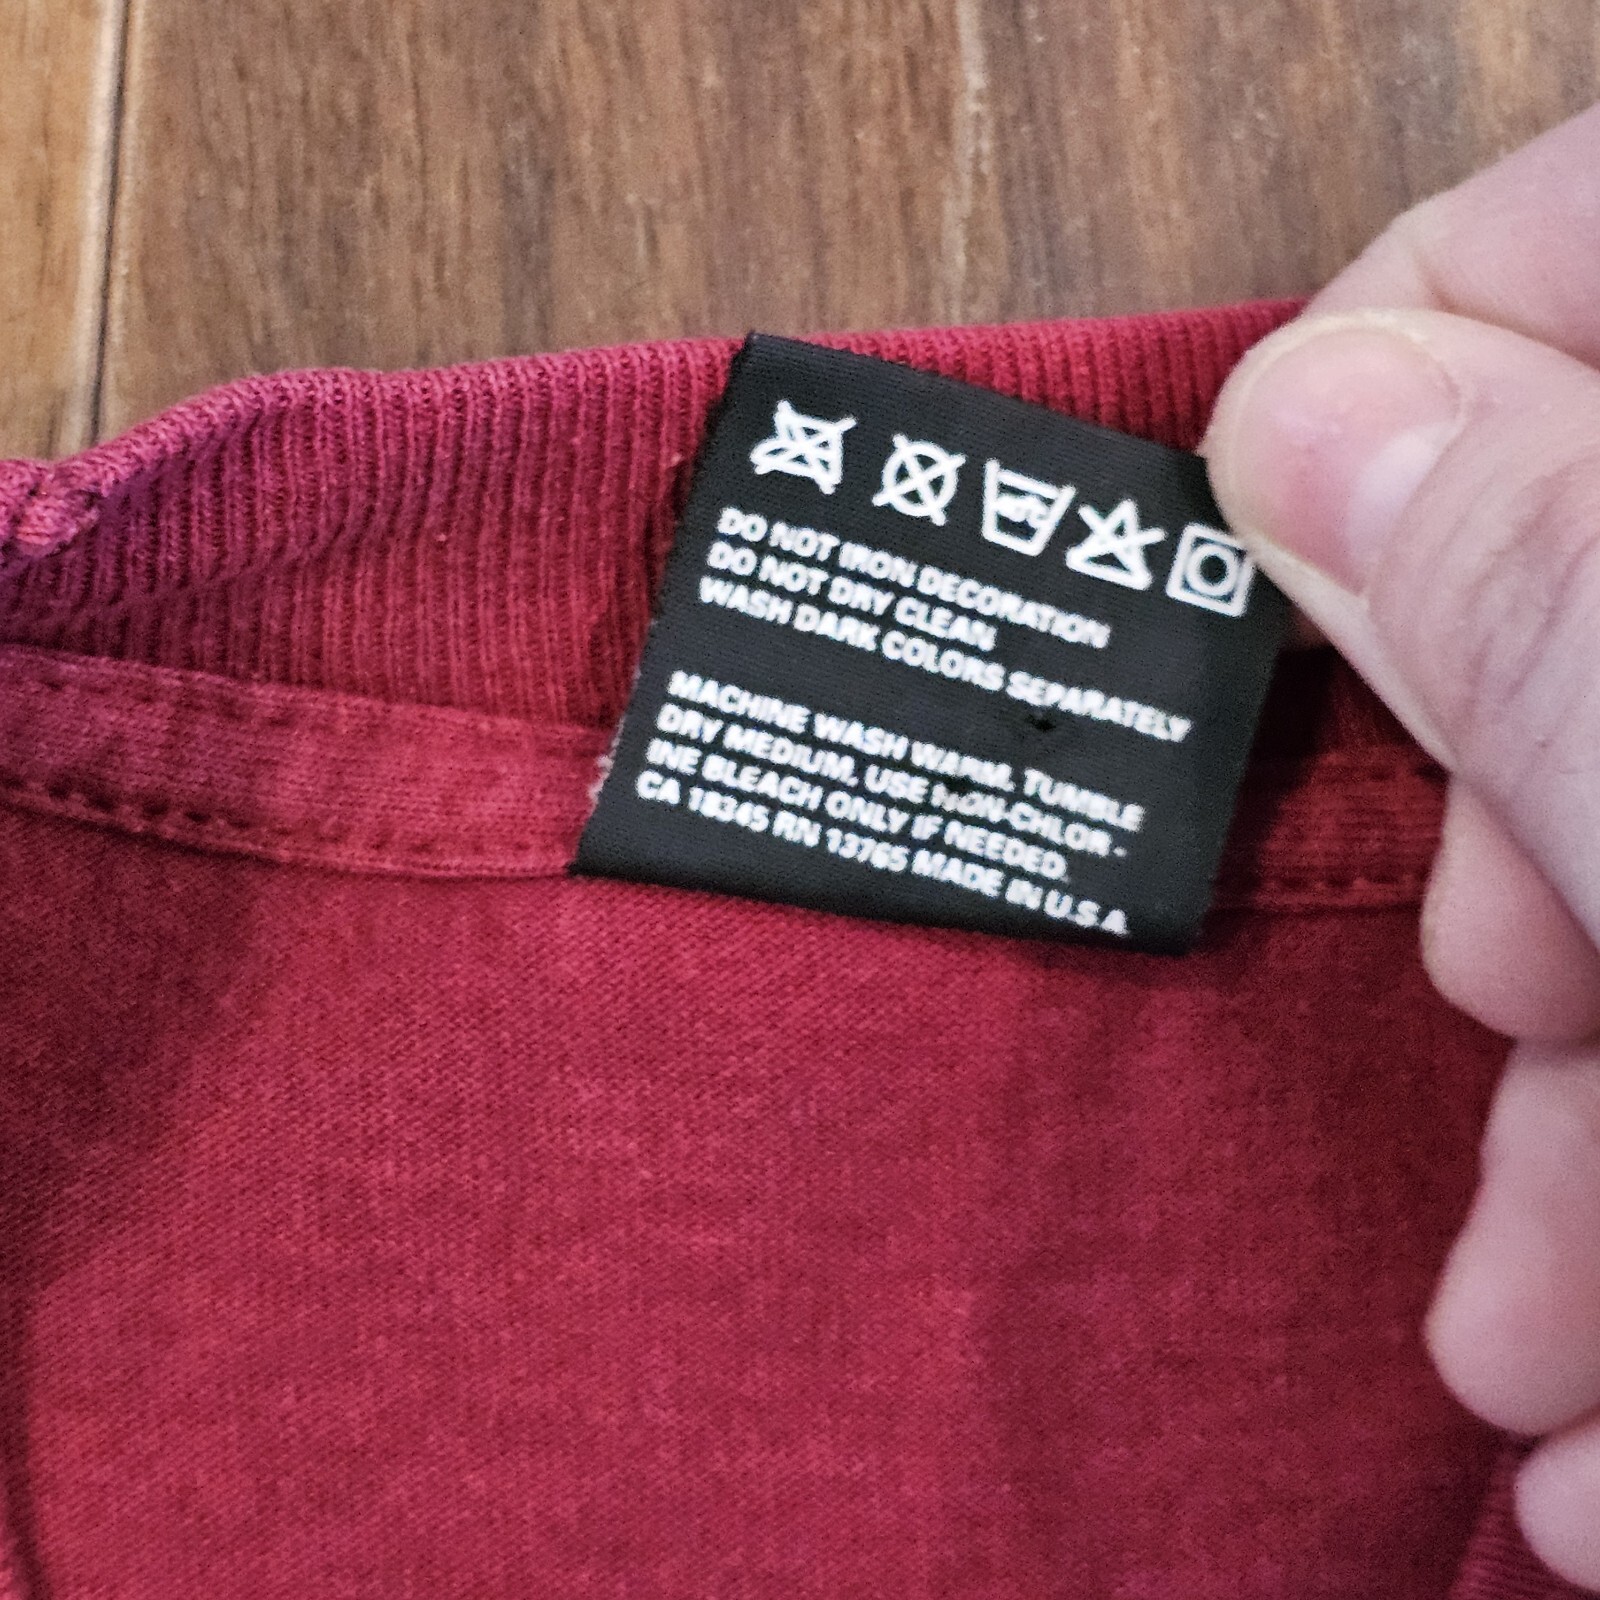 DO NOT IRON DECORATION
DO NOT DRY CLEAN
WASH DARK COLORS SEPARATELY
MACHINE WASH WARM, TUMBLE
DRY MEDIUM, USE NON-CHLOR-
INE BLEACH ONLY IF NEEDED.
CA 18345 RN 13765 MADE IN U.S.A